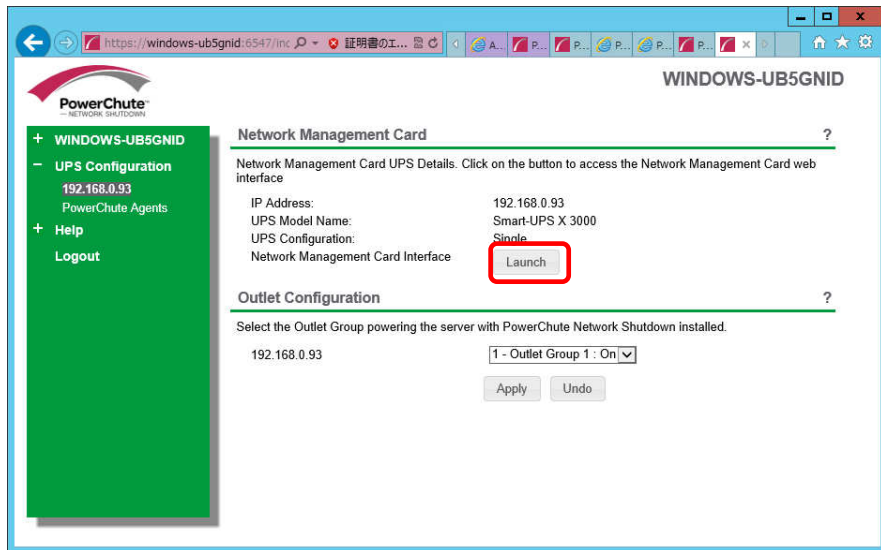 https://windows-ub5gnid:6547/inc
証明書のエ...
A...
P...
P...
P...
P...
P...
WINDOWS-UB5GNID
PowerChute™
NETWORK SHUTDOWN
+ WINDOWS-UB5GNID
− UPS Configuration
192.168.0.93
PowerChute Agents
+ Help
Logout
Network Management Card ?
Network Management Card UPS Details. Click on the button to access the Network Management Card web
interface
IP Address: 192.168.0.93
UPS Model Name: Smart-UPS X 3000
UPS Configuration: Single
Network Management Card Interface Launch
Outlet Configuration ?
Select the Outlet Group powering the server with PowerChute Network Shutdown installed.
192.168.0.93 1 - Outlet Group 1 : On
Apply Undo